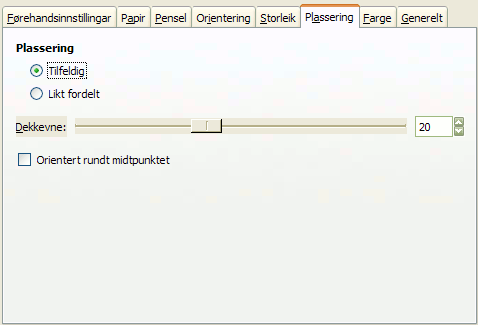 Førehandsinnstillingar Papir Pensel Orientering Storleik Plassering Farge Generelt
Plassering
Tilfeldig
Likt fordelt
Dekkevne: 20
Orientert rundt midtpunktet